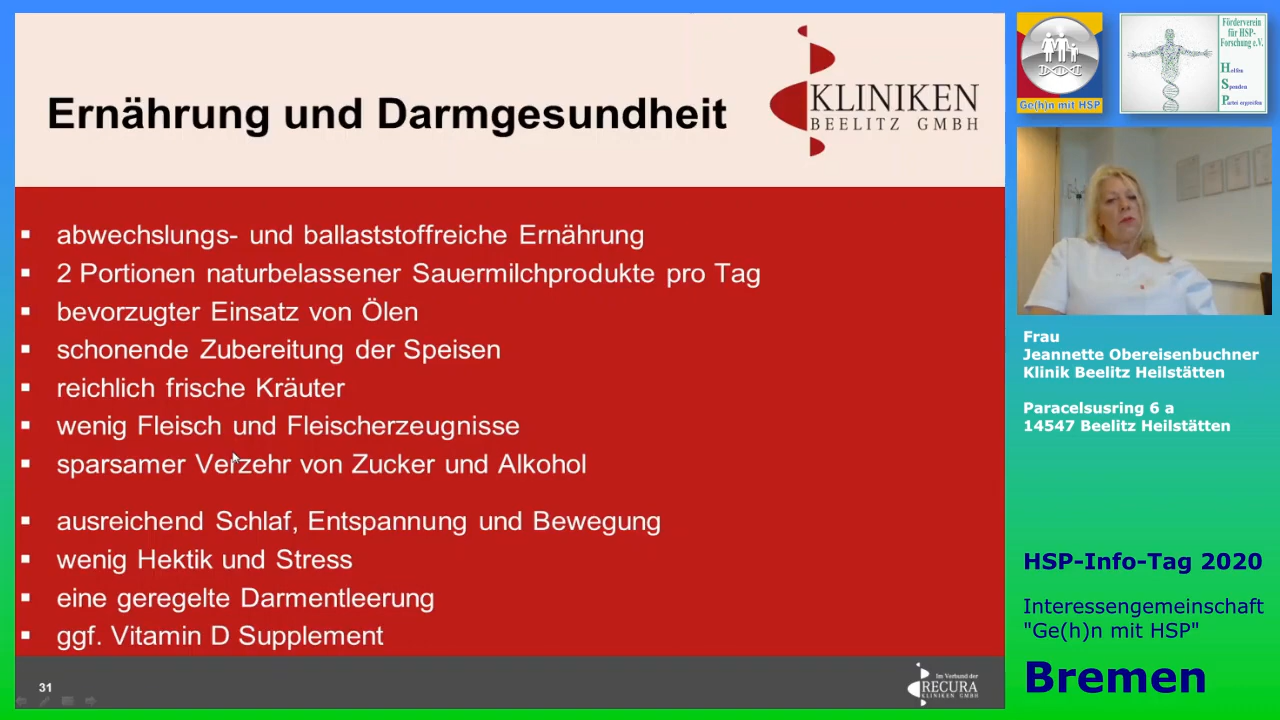 Ernährung und Darmgesundheit
KLINIKEN
BEELITZ GMBH
▪ abwechslungs- und ballaststoffreiche Ernährung
▪ 2 Portionen naturbelassener Sauermilchprodukte pro Tag
▪ bevorzugter Einsatz von Ölen
▪ schonende Zubereitung der Speisen
▪ reichlich frische Kräuter
▪ wenig Fleisch und Fleischerzeugnisse
▪ sparsamer Verzehr von Zucker und Alkohol
▪ ausreichend Schlaf, Entspannung und Bewegung
▪ wenig Hektik und Stress
▪ eine geregelte Darmentleerung
▪ ggf. Vitamin D Supplement
31
Im Verbund der
RECURA
KLINIKEN GMBH
Ge(h)n mit HSP
Förderverein
für HSP-
Forschung e.V.
Helfen
Spenden
Partei ergreifen
Frau
Jeannette Obereisenbuchner
Klinik Beelitz Heilstätten
Paracelsusring 6 a
14547 Beelitz Heilstätten
HSP-Info-Tag 2020
Interessengemeinschaft
"Ge(h)n mit HSP"
Bremen